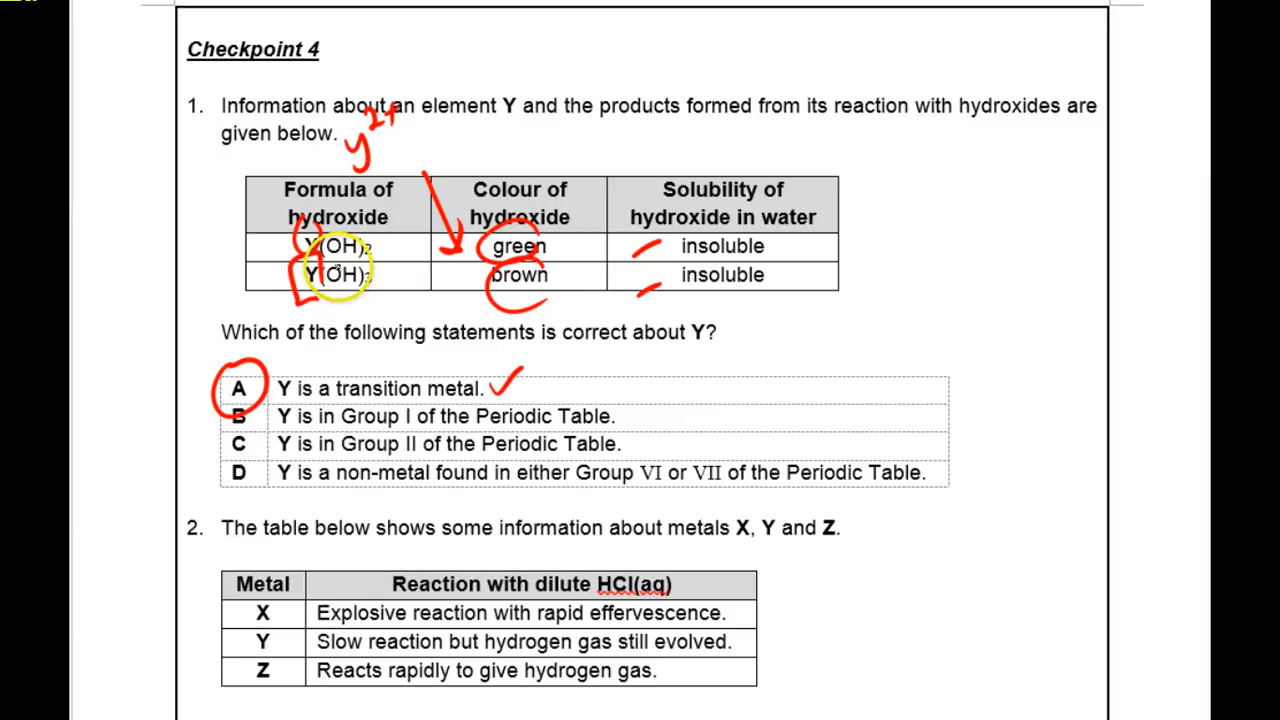 Checkpoint 4
1. Information about an element Y and the products formed from its reaction with hydroxides are
given below.
y²⁺
Formula of hydroxide Colour of hydroxide Solubility of hydroxide in water
Y(OH)₂ green insoluble
Y(OH)₃ brown insoluble
Which of the following statements is correct about Y?
A Y is a transition metal. ✓
B Y is in Group I of the Periodic Table.
C Y is in Group II of the Periodic Table.
D Y is a non-metal found in either Group VI or VII of the Periodic Table.
2. The table below shows some information about metals X, Y and Z.
Metal Reaction with dilute HCl(aq)
X Explosive reaction with rapid effervescence.
Y Slow reaction but hydrogen gas still evolved.
Z Reacts rapidly to give hydrogen gas.